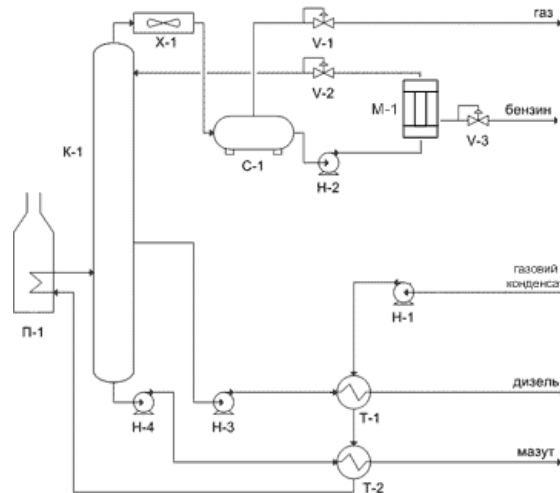 газ
Х-1
V-1
V-2
М-1
бензин
V-3
К-1
С-1
Н-2
газовий
конденсат
Н-1
П-1
дизель
Т-1
Н-4
Н-3
мазут
Т-2